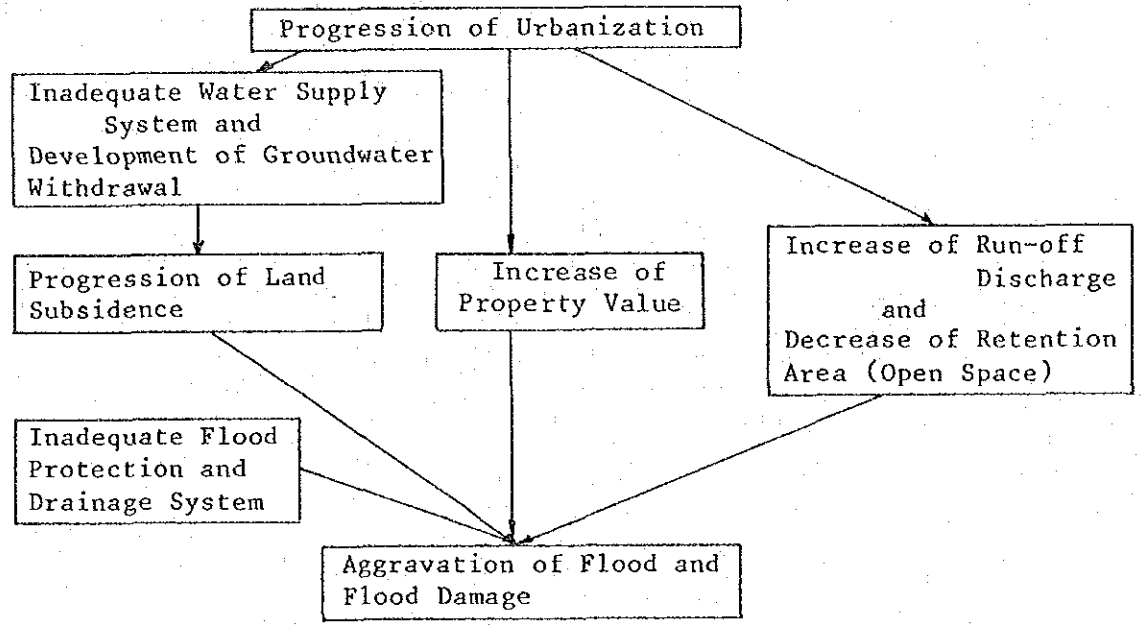 Progression of Urbanization
Inadequate Water Supply
System and
Development of Groundwater
Withdrawal
Progression of Land
Subsidence
Increase of
Property Value
Increase of Run-off
Discharge
and
Decrease of Retention
Area (Open Space)
Inadequate Flood
Protection and
Drainage System
Aggravation of Flood and
Flood Damage